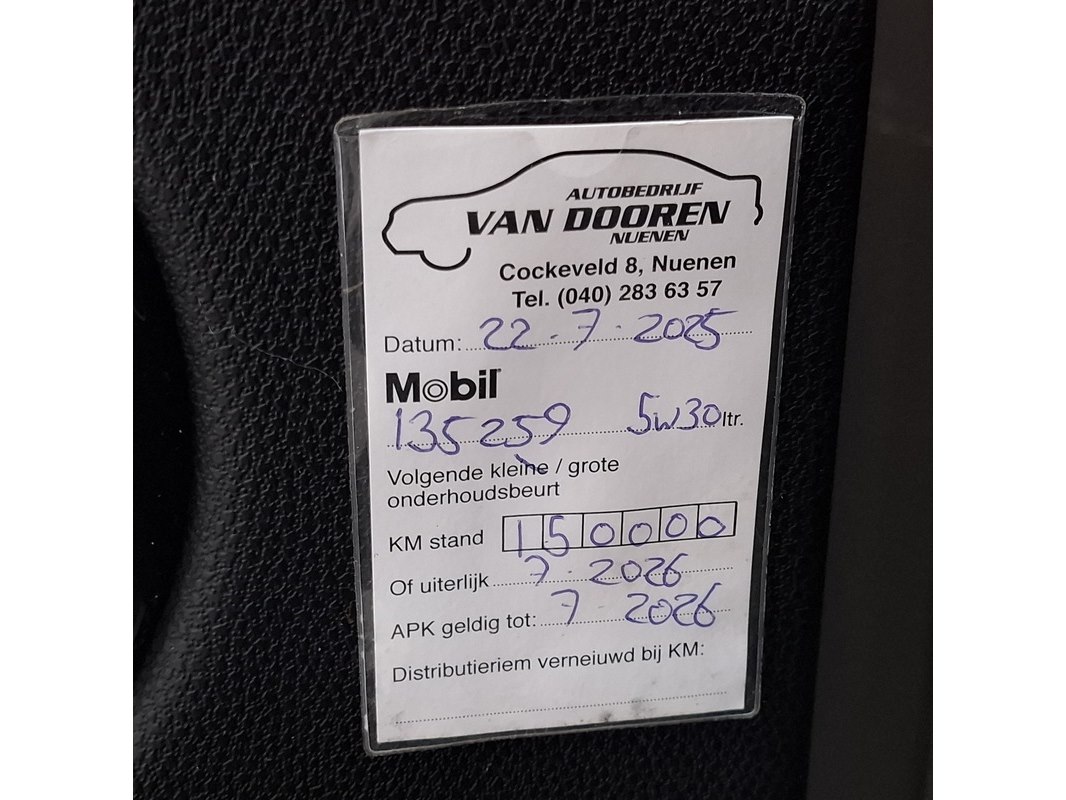 AUTOBEDRIJF
VAN DOOREN
NUENEN
Cockeveld 8, Nuenen
Tel. (040) 283 63 57
Datum: 22-7-2025
Mobil
135259 5W30 ltr.
Volgende kleine / grote
onderhoudsbeurt
KM stand 150000
Of uiterlijk 7-2026
APK geldig tot: 7-2026
Distributieriem verneiuwd bij KM: